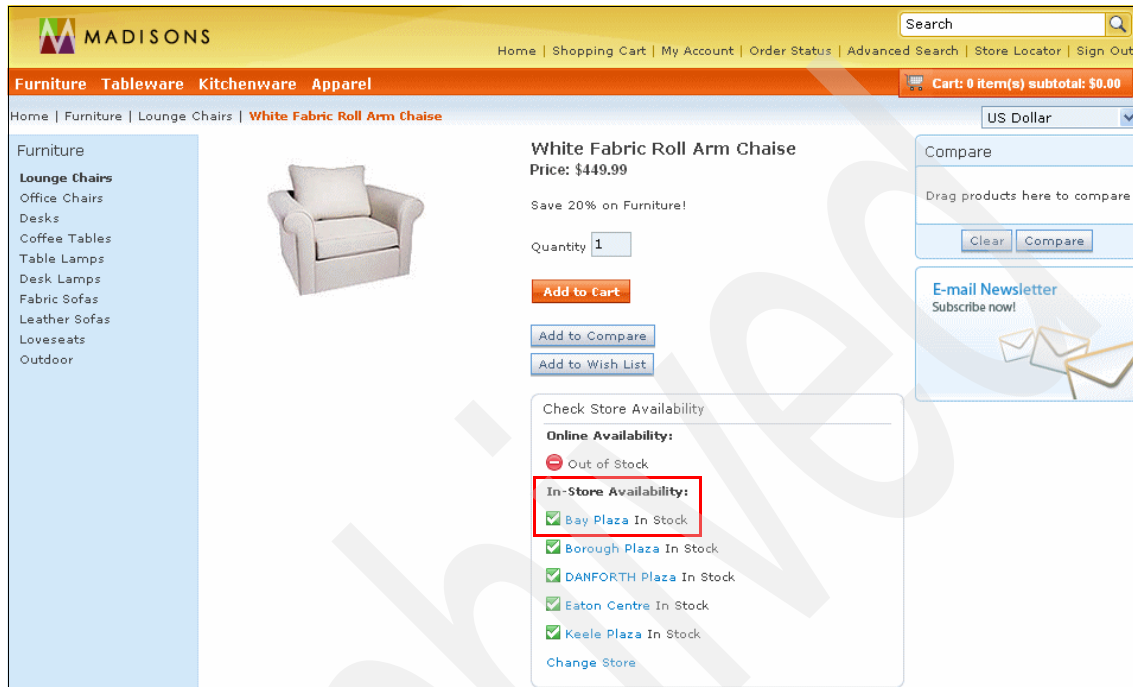 MADISONS
Search
Home | Shopping Cart | My Account | Order Status | Advanced Search | Store Locator | Sign Out
Furniture Tableware Kitchenware Apparel
Cart: 0 item(s) subtotal: $0.00
Home | Furniture | Lounge Chairs | White Fabric Roll Arm Chaise
US Dollar
Furniture
Lounge Chairs
Office Chairs
Desks
Coffee Tables
Table Lamps
Desk Lamps
Fabric Sofas
Leather Sofas
Loveseats
Outdoor
White Fabric Roll Arm Chaise
Price: $449.99
Save 20% on Furniture!
Quantity 1
Add to Cart
Add to Compare
Add to Wish List
Check Store Availability
Online Availability:
Out of Stock
In-Store Availability:
Bay Plaza In Stock
Borough Plaza In Stock
DANFORTH Plaza In Stock
Eaton Centre In Stock
Keele Plaza In Stock
Change Store
Compare
Drag products here to compare
Clear Compare
E-mail Newsletter
Subscribe now!
hived